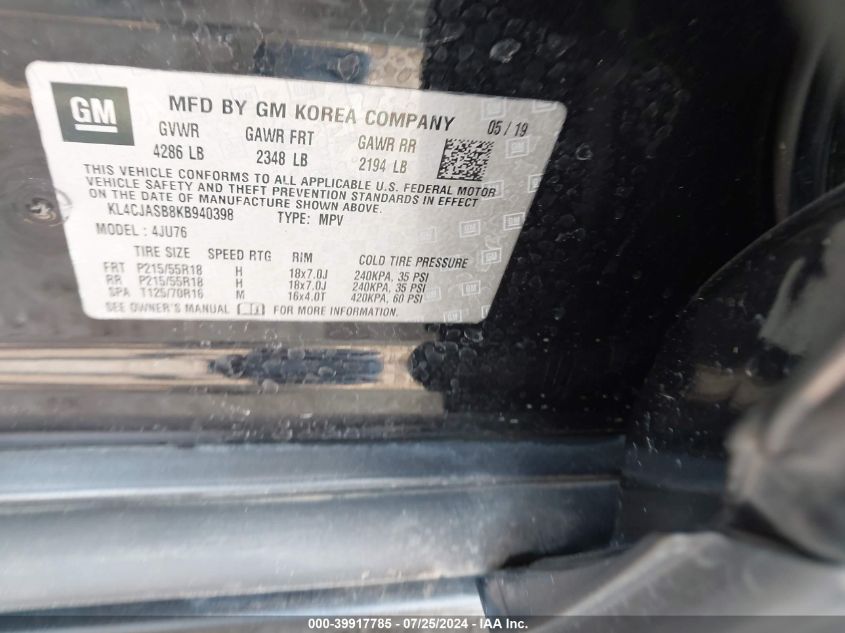 GM
MFD BY GM KOREA COMPANY 05 / 19
GVWR GAWR FRT GAWR RR
4286 LB 2348 LB 2194 LB
THIS VEHICLE CONFORMS TO ALL APPLICABLE U.S. FEDERAL MOTOR
VEHICLE SAFETY AND THEFT PREVENTION STANDARDS IN EFFECT
ON THE DATE OF MANUFACTURE SHOWN ABOVE.
KL4CJASB8KB940398 TYPE: MPV
MODEL : 4JU76
TIRE SIZE SPEED RTG RIM COLD TIRE PRESSURE
FRT P215/55R18 H 18x7.0J 240KPA, 35 PSI
RR P215/55R18 H 18x7.0J 240KPA, 35 PSI
SPA T125/70R16 M 16x4.0T 420KPA, 60 PSI
SEE OWNER'S MANUAL FOR MORE INFORMATION.
000-39917785 - 07/25/2024 - IAA Inc.